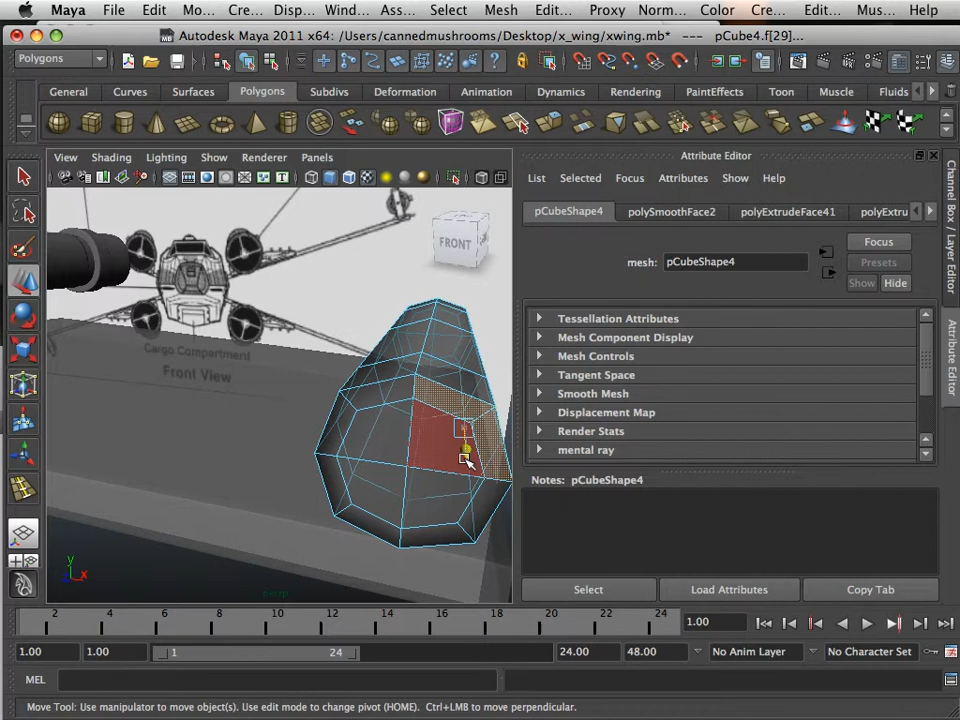 Maya File Edit Mo... Cre... Disp... Wind... Ass... Select Mesh Edit... Proxy Norm... Color Cre... Edit... Mus... Help
Autodesk Maya 2011 x64: /Users/cannedmushrooms/Desktop/x_wing/xwing.mb* --- pCube4.f[29]...
Polygons
General Curves Surfaces Polygons Subdivs Deformation Animation Dynamics Rendering PaintEffects Toon Muscle Fluids
View Shading Lighting Show Renderer Panels
Attribute Editor
List Selected Focus Attributes Show Help
pCubeShape4 polySmoothFace2 polyExtrudeFace41 polyExtru
mesh: pCubeShape4
Focus
Presets
Show Hide
FRONT
Tessellation Attributes
Mesh Component Display
Mesh Controls
Tangent Space
Smooth Mesh
Displacement Map
Render Stats
mental ray
Notes: pCubeShape4
Select Load Attributes Copy Tab
Channel Box / Layer Editor
Attribute Editor
Cargo Compartment
Front View
y
x
persp
2 4 6 8 10 12 14 16 18 20 22 24
1.00
1.00 1.00 1 24 24.00 48.00 No Anim Layer No Character Set
MEL
Move Tool: Use manipulator to move object(s). Use edit mode to change pivot (HOME). Ctrl+LMB to move perpendicular.